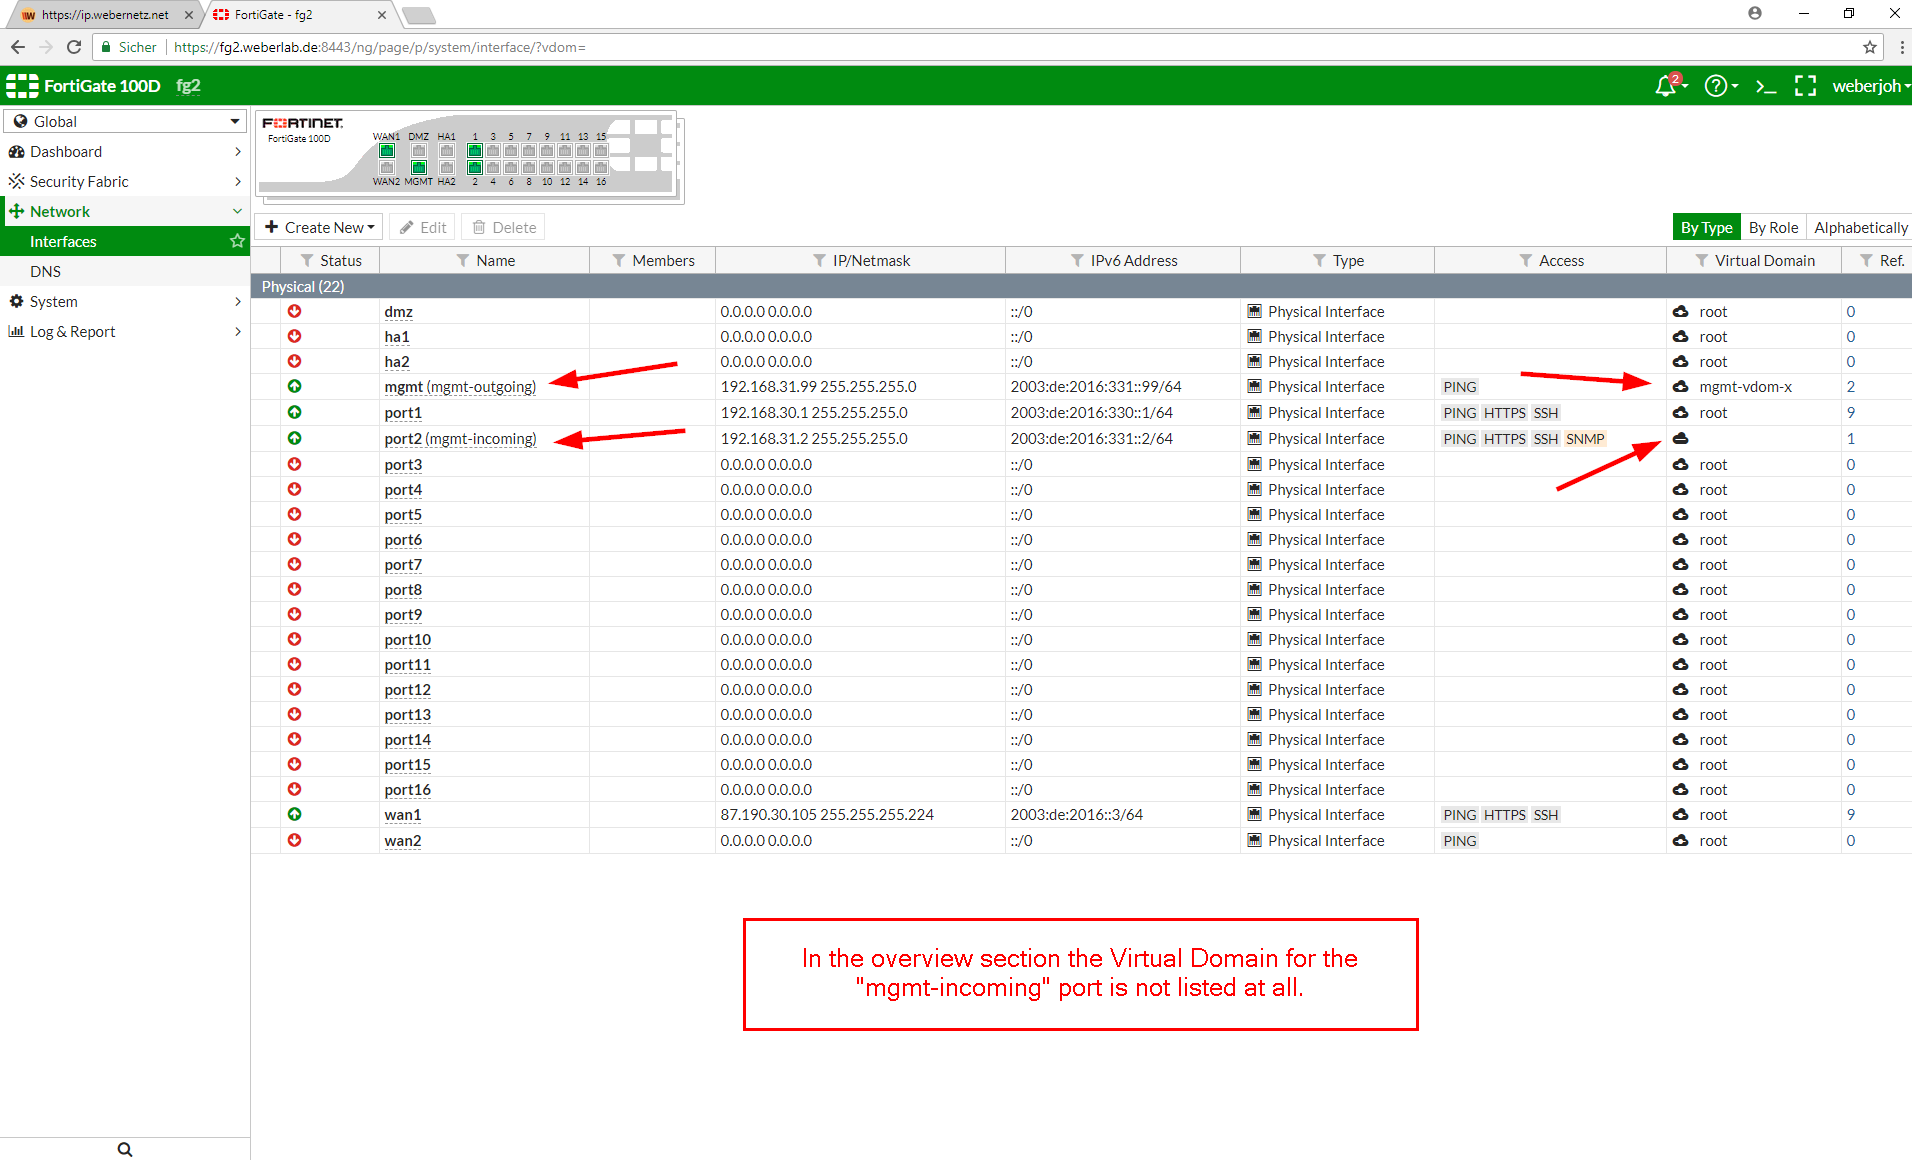 https://ip.webernetz.net
FortiGate - fg2
Sicher https://fg2.weberlab.de:8443/ng/page/p/system/interface/?vdom=
FortiGate 100D fg2 2 weberjoh
Global
Dashboard
Security Fabric
Network
Interfaces
DNS
System
Log & Report
FORTINET
FortiGate 100D
WAN1 DMZ HA1 1 3 5 7 9 11 13 15
WAN2 MGMT HA2 2 4 6 8 10 12 14 16
Create New Edit Delete By Type By Role Alphabetically
Status Name Members IP/Netmask IPv6 Address Type Access Virtual Domain Ref.
Physical (22)
dmz 0.0.0.0 0.0.0.0 ::/0 Physical Interface root 0
ha1 0.0.0.0 0.0.0.0 ::/0 Physical Interface root 0
ha2 0.0.0.0 0.0.0.0 ::/0 Physical Interface root 0
mgmt (mgmt-outgoing) 192.168.31.99 255.255.255.0 2003:de:2016:331::99/64 Physical Interface PING mgmt-vdom-x 2
port1 192.168.30.1 255.255.255.0 2003:de:2016:330::1/64 Physical Interface PING HTTPS SSH root 9
port2 (mgmt-incoming) 192.168.31.2 255.255.255.0 2003:de:2016:331::2/64 Physical Interface PING HTTPS SSH SNMP 1
port3 0.0.0.0 0.0.0.0 ::/0 Physical Interface root 0
port4 0.0.0.0 0.0.0.0 ::/0 Physical Interface root 0
port5 0.0.0.0 0.0.0.0 ::/0 Physical Interface root 0
port6 0.0.0.0 0.0.0.0 ::/0 Physical Interface root 0
port7 0.0.0.0 0.0.0.0 ::/0 Physical Interface root 0
port8 0.0.0.0 0.0.0.0 ::/0 Physical Interface root 0
port9 0.0.0.0 0.0.0.0 ::/0 Physical Interface root 0
port10 0.0.0.0 0.0.0.0 ::/0 Physical Interface root 0
port11 0.0.0.0 0.0.0.0 ::/0 Physical Interface root 0
port12 0.0.0.0 0.0.0.0 ::/0 Physical Interface root 0
port13 0.0.0.0 0.0.0.0 ::/0 Physical Interface root 0
port14 0.0.0.0 0.0.0.0 ::/0 Physical Interface root 0
port15 0.0.0.0 0.0.0.0 ::/0 Physical Interface root 0
port16 0.0.0.0 0.0.0.0 ::/0 Physical Interface root 0
wan1 87.190.30.105 255.255.255.224 2003:de:2016::3/64 Physical Interface PING HTTPS SSH root 9
wan2 0.0.0.0 0.0.0.0 ::/0 Physical Interface PING root 0
In the overview section the Virtual Domain for the
"mgmt-incoming" port is not listed at all.